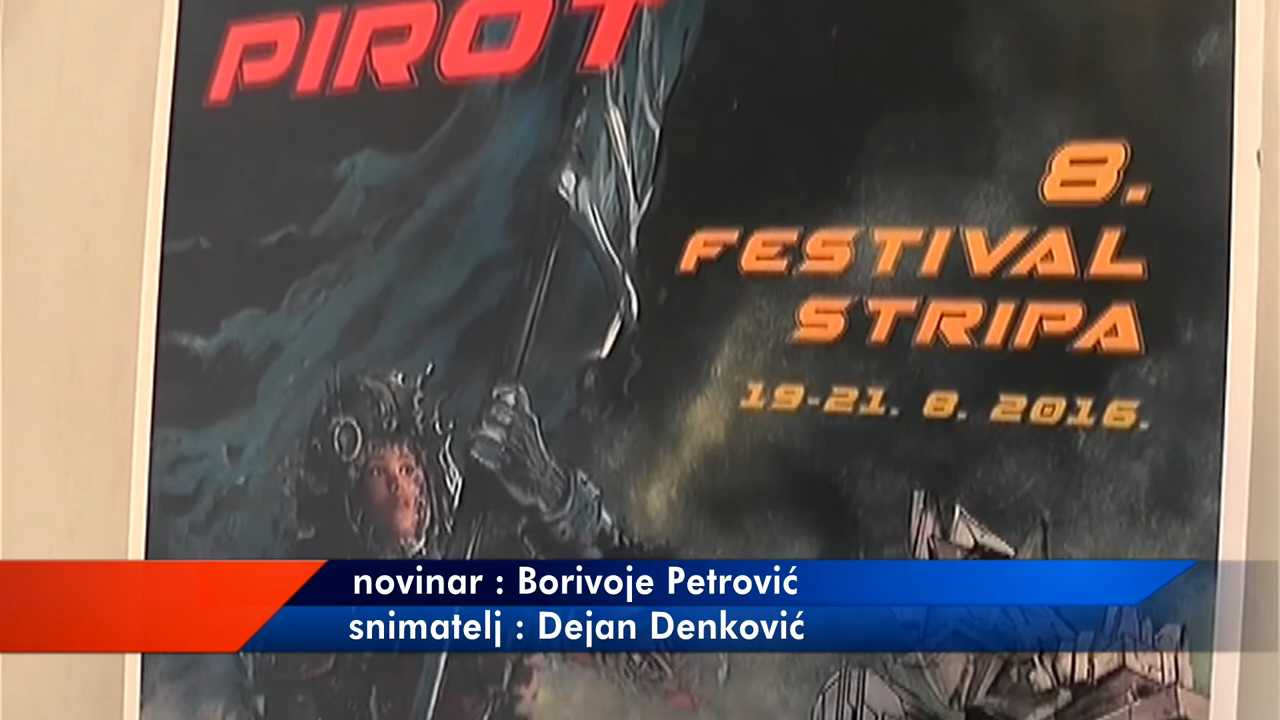 PIROT
8.
FESTIVAL
STRIPA
19-21. 8. 2016.
novinar : Borivoje Petrović
snimatelj : Dejan Denković